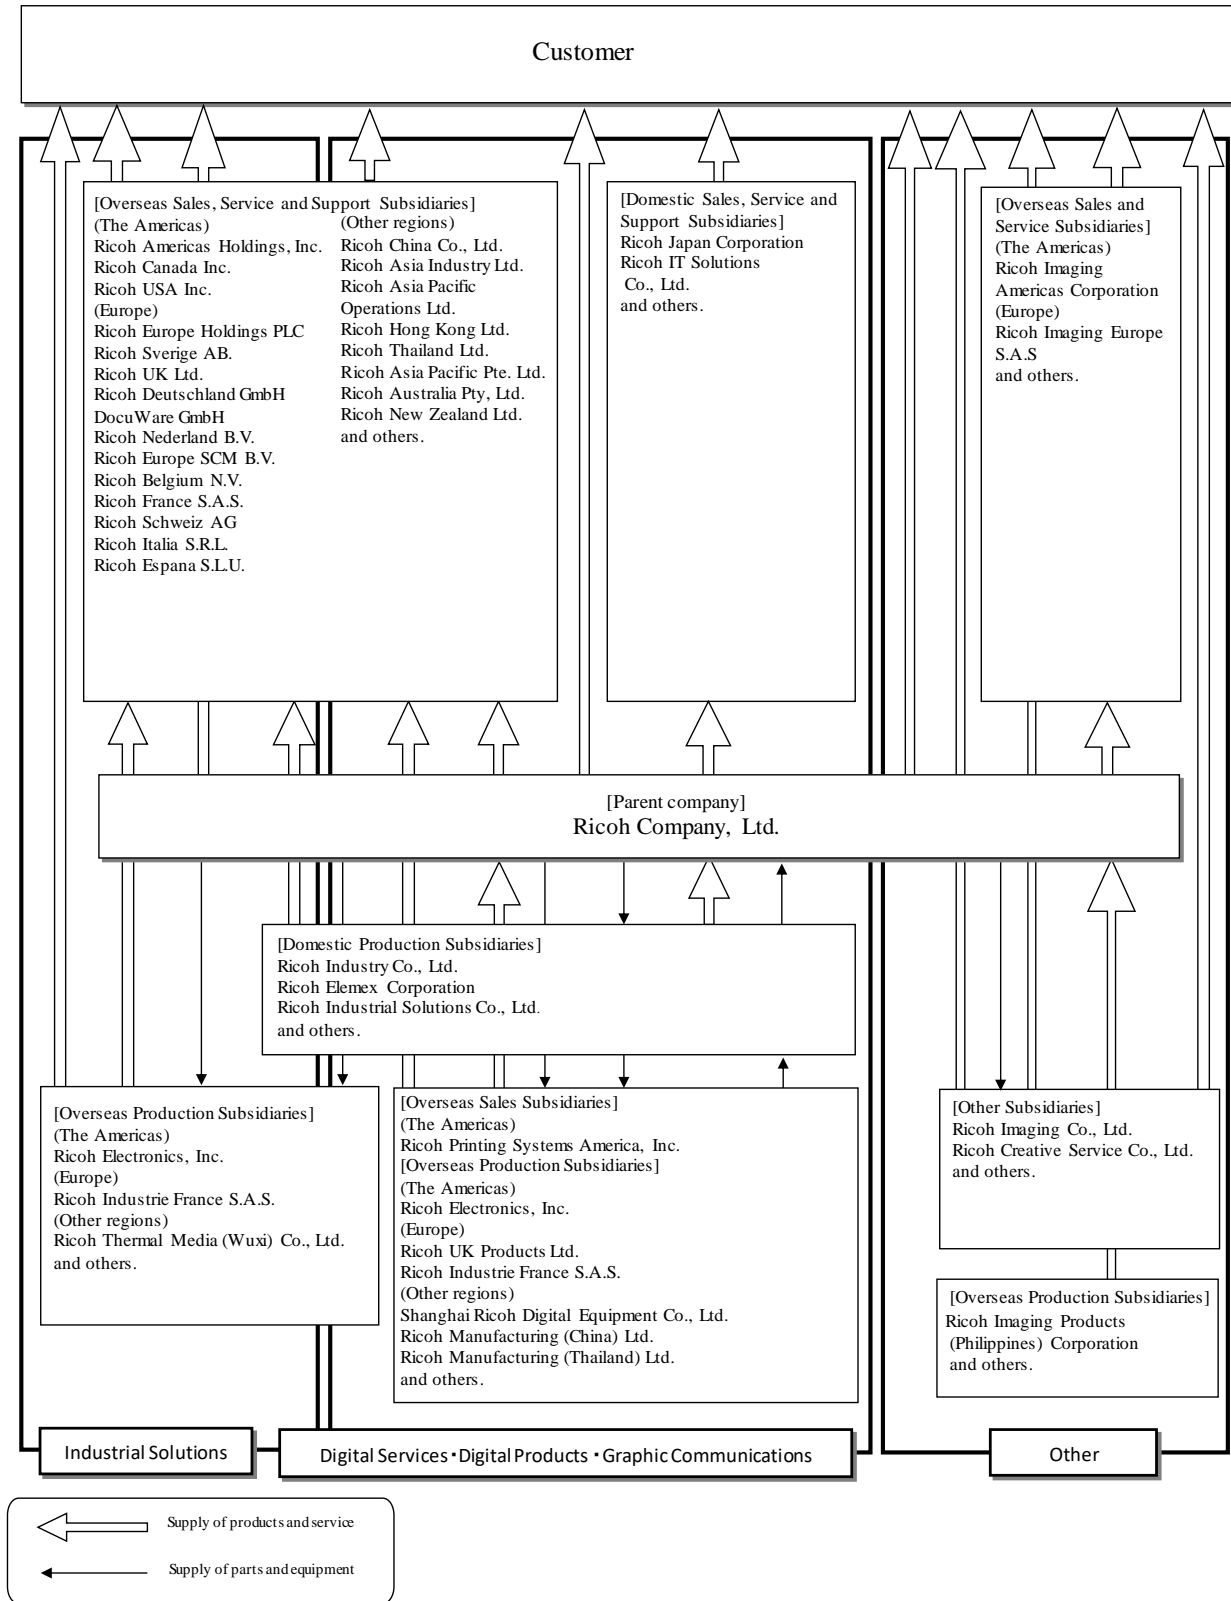 Customer
[Overseas Sales, Service and Support Subsidiaries]
(The Americas)
Ricoh Americas Holdings, Inc.
Ricoh Canada Inc.
Ricoh USA Inc.
(Europe)
Ricoh Europe Holdings PLC
Ricoh Sverige AB.
Ricoh UK Ltd.
Ricoh Deutschland GmbH
DocuWare GmbH
Ricoh Nederland B.V.
Ricoh Europe SCM B.V.
Ricoh Belgium N.V.
Ricoh France S.A.S.
Ricoh Schweiz AG
Ricoh Italia S.R.L.
Ricoh Espana S.L.U.
(Other regions)
Ricoh China Co., Ltd.
Ricoh Asia Industry Ltd.
Ricoh Asia Pacific
Operations Ltd.
Ricoh Hong Kong Ltd.
Ricoh Thailand Ltd.
Ricoh Asia Pacific Pte. Ltd.
Ricoh Australia Pty, Ltd.
Ricoh New Zealand Ltd.
and others.
[Domestic Sales, Service and
Support Subsidiaries]
Ricoh Japan Corporation
Ricoh IT Solutions
Co., Ltd.
and others.
[Overseas Sales and
Service Subsidiaries]
(The Americas)
Ricoh Imaging
Americas Corporation
(Europe)
Ricoh Imaging Europe
S.A.S
and others.
[Parent company]
Ricoh Company, Ltd.
[Domestic Production Subsidiaries]
Ricoh Industry Co., Ltd.
Ricoh Elemex Corporation
Ricoh Industrial Solutions Co., Ltd.
and others.
[Overseas Production Subsidiaries]
(The Americas)
Ricoh Electronics, Inc.
(Europe)
Ricoh Industrie France S.A.S.
(Other regions)
Ricoh Thermal Media (Wuxi) Co., Ltd.
and others.
[Overseas Sales Subsidiaries]
(The Americas)
Ricoh Printing Systems America, Inc.
[Overseas Production Subsidiaries]
(The Americas)
Ricoh Electronics, Inc.
(Europe)
Ricoh UK Products Ltd.
Ricoh Industrie France S.A.S.
(Other regions)
Shanghai Ricoh Digital Equipment Co., Ltd.
Ricoh Manufacturing (China) Ltd.
Ricoh Manufacturing (Thailand) Ltd.
and others.
[Other Subsidiaries]
Ricoh Imaging Co., Ltd.
Ricoh Creative Service Co., Ltd.
and others.
[Overseas Production Subsidiaries]
Ricoh Imaging Products
(Philippines) Corporation
and others.
Industrial Solutions
Digital Services・Digital Products・Graphic Communications
Other
Supply of products and service
Supply of parts and equipment